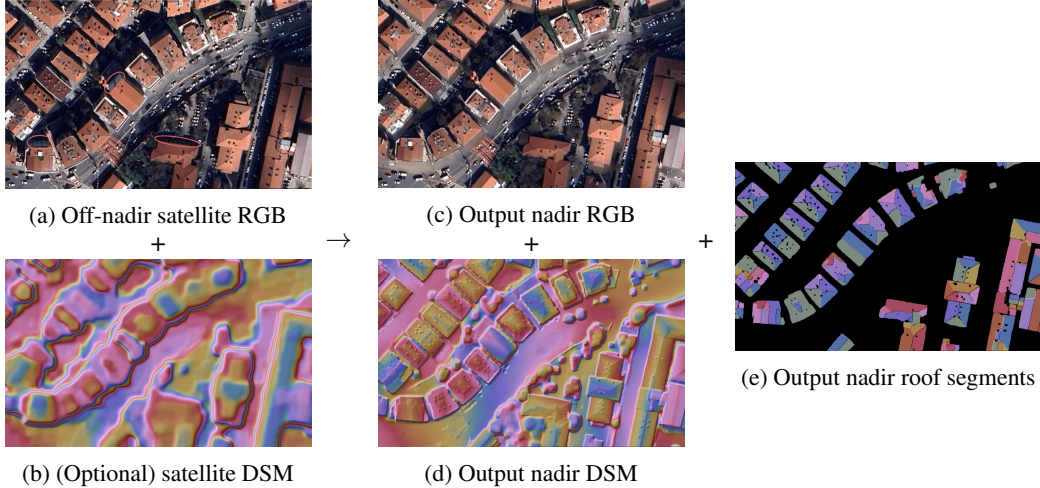 (a) Off-nadir satellite RGB
+
(b) (Optional) satellite DSM
→
(c) Output nadir RGB
+
(d) Output nadir DSM
+
(e) Output nadir roof segments